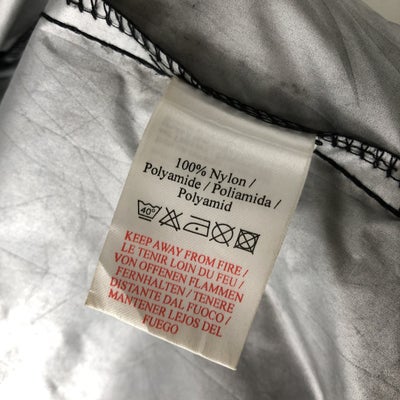 100% Nylon /
Polyamide / Poliamida /
Polyamid
40°
KEEP AWAY FROM FIRE /
LE TENIR LOIN DU FEU /
VON OFFENEN FLAMMEN
FERNHALTEN / TENERE
DISTANTE DAL FUOCO /
MANTENER LEJOS DEL
FUEGO